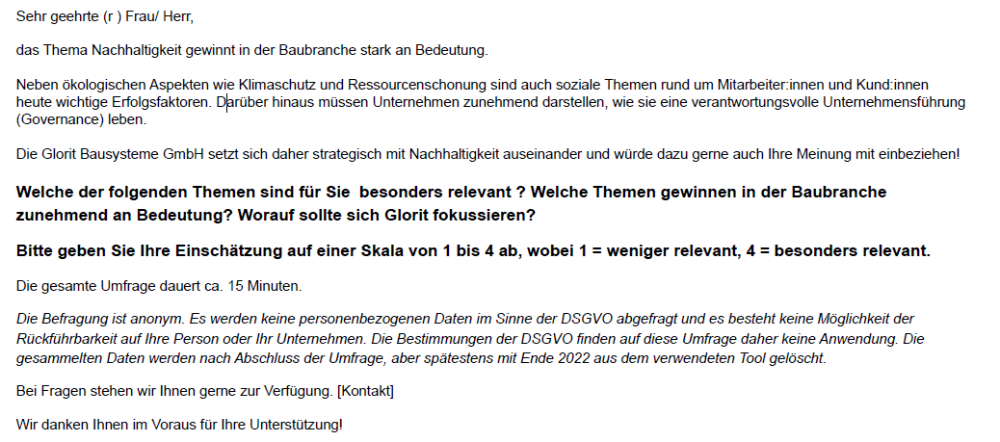 Sehr geehrte (r ) Frau/ Herr,
das Thema Nachhaltigkeit gewinnt in der Baubranche stark an Bedeutung.
Neben ökologischen Aspekten wie Klimaschutz und Ressourcenschonung sind auch soziale Themen rund um Mitarbeiter:innen und Kund:innen
heute wichtige Erfolgsfaktoren. Darüber hinaus müssen Unternehmen zunehmend darstellen, wie sie eine verantwortungsvolle Unternehmensführung
(Governance) leben.
Die Glorit Bausysteme GmbH setzt sich daher strategisch mit Nachhaltigkeit auseinander und würde dazu gerne auch Ihre Meinung mit einbeziehen!
Welche der folgenden Themen sind für Sie  besonders relevant ? Welche Themen gewinnen in der Baubranche
zunehmend an Bedeutung? Worauf sollte sich Glorit fokussieren?
Bitte geben Sie Ihre Einschätzung auf einer Skala von 1 bis 4 ab, wobei 1 = weniger relevant, 4 = besonders relevant.
Die gesamte Umfrage dauert ca. 15 Minuten.
Die Befragung ist anonym. Es werden keine personenbezogenen Daten im Sinne der DSGVO abgefragt und es besteht keine Möglichkeit der
Rückführbarkeit auf Ihre Person oder Ihr Unternehmen. Die Bestimmungen der DSGVO finden auf diese Umfrage daher keine Anwendung. Die
gesammelten Daten werden nach Abschluss der Umfrage, aber spätestens mit Ende 2022 aus dem verwendeten Tool gelöscht.
Bei Fragen stehen wir Ihnen gerne zur Verfügung. [Kontakt]
Wir danken Ihnen im Voraus für Ihre Unterstützung!